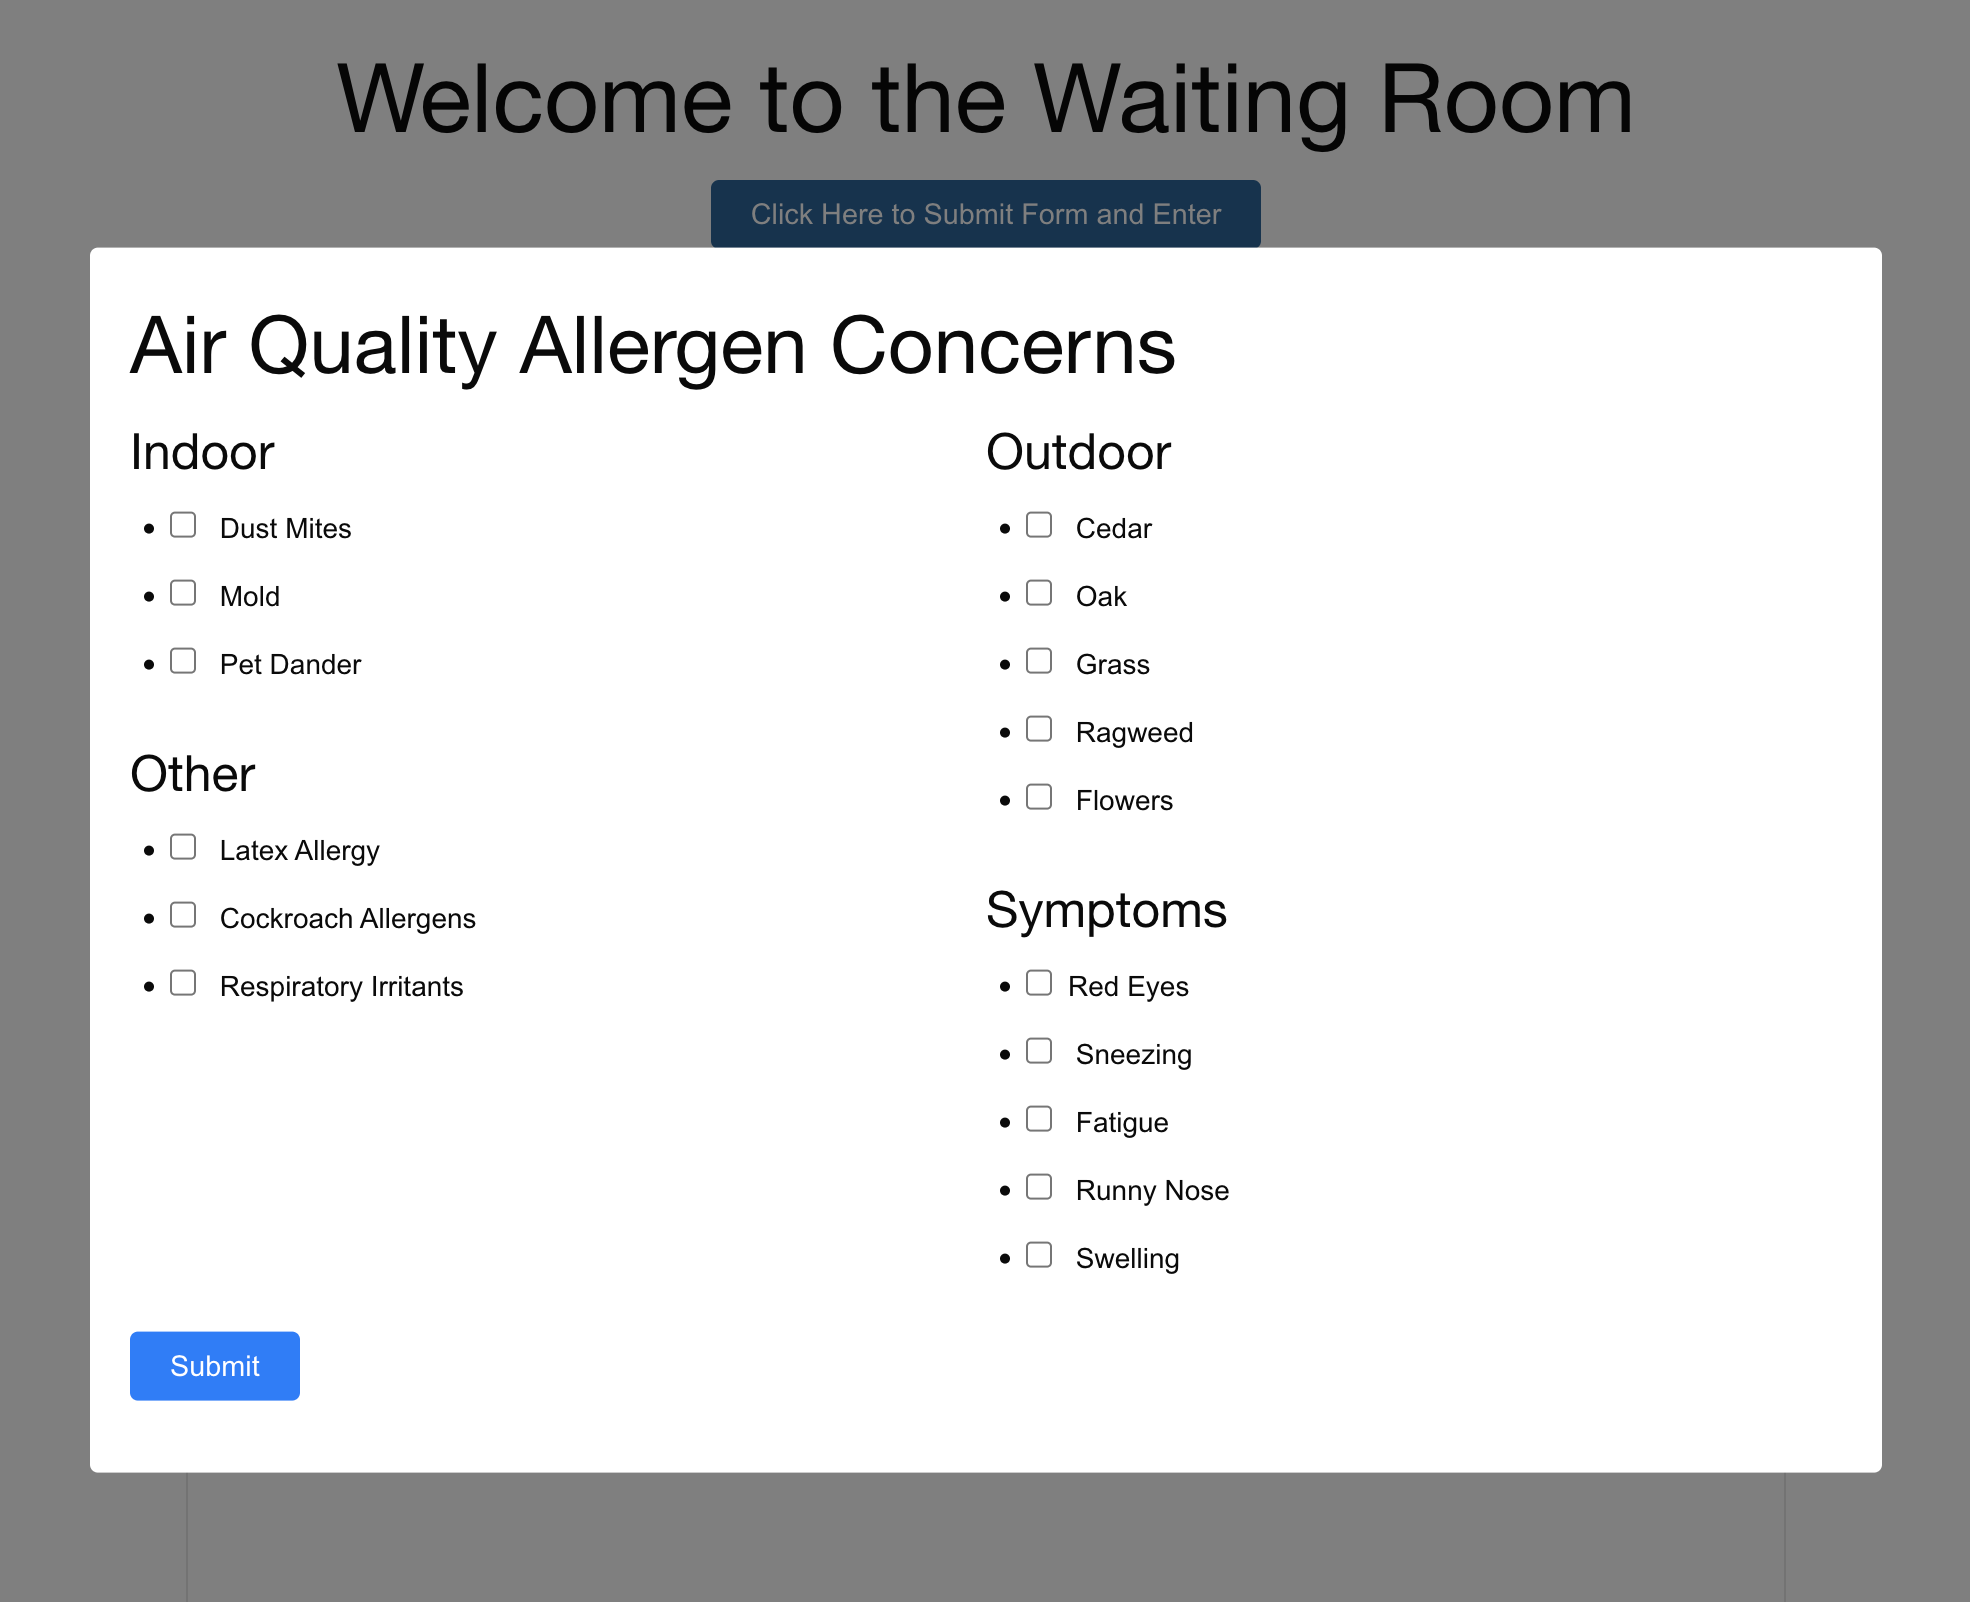 Welcome to the Waiting Room
Click Here to Submit Form and Enter
Air Quality Allergen Concerns
Indoor
Dust Mites
Mold
Pet Dander
Other
Latex Allergy
Cockroach Allergens
Respiratory Irritants
Outdoor
Cedar
Oak
Grass
Ragweed
Flowers
Symptoms
Red Eyes
Sneezing
Fatigue
Runny Nose
Swelling
Submit